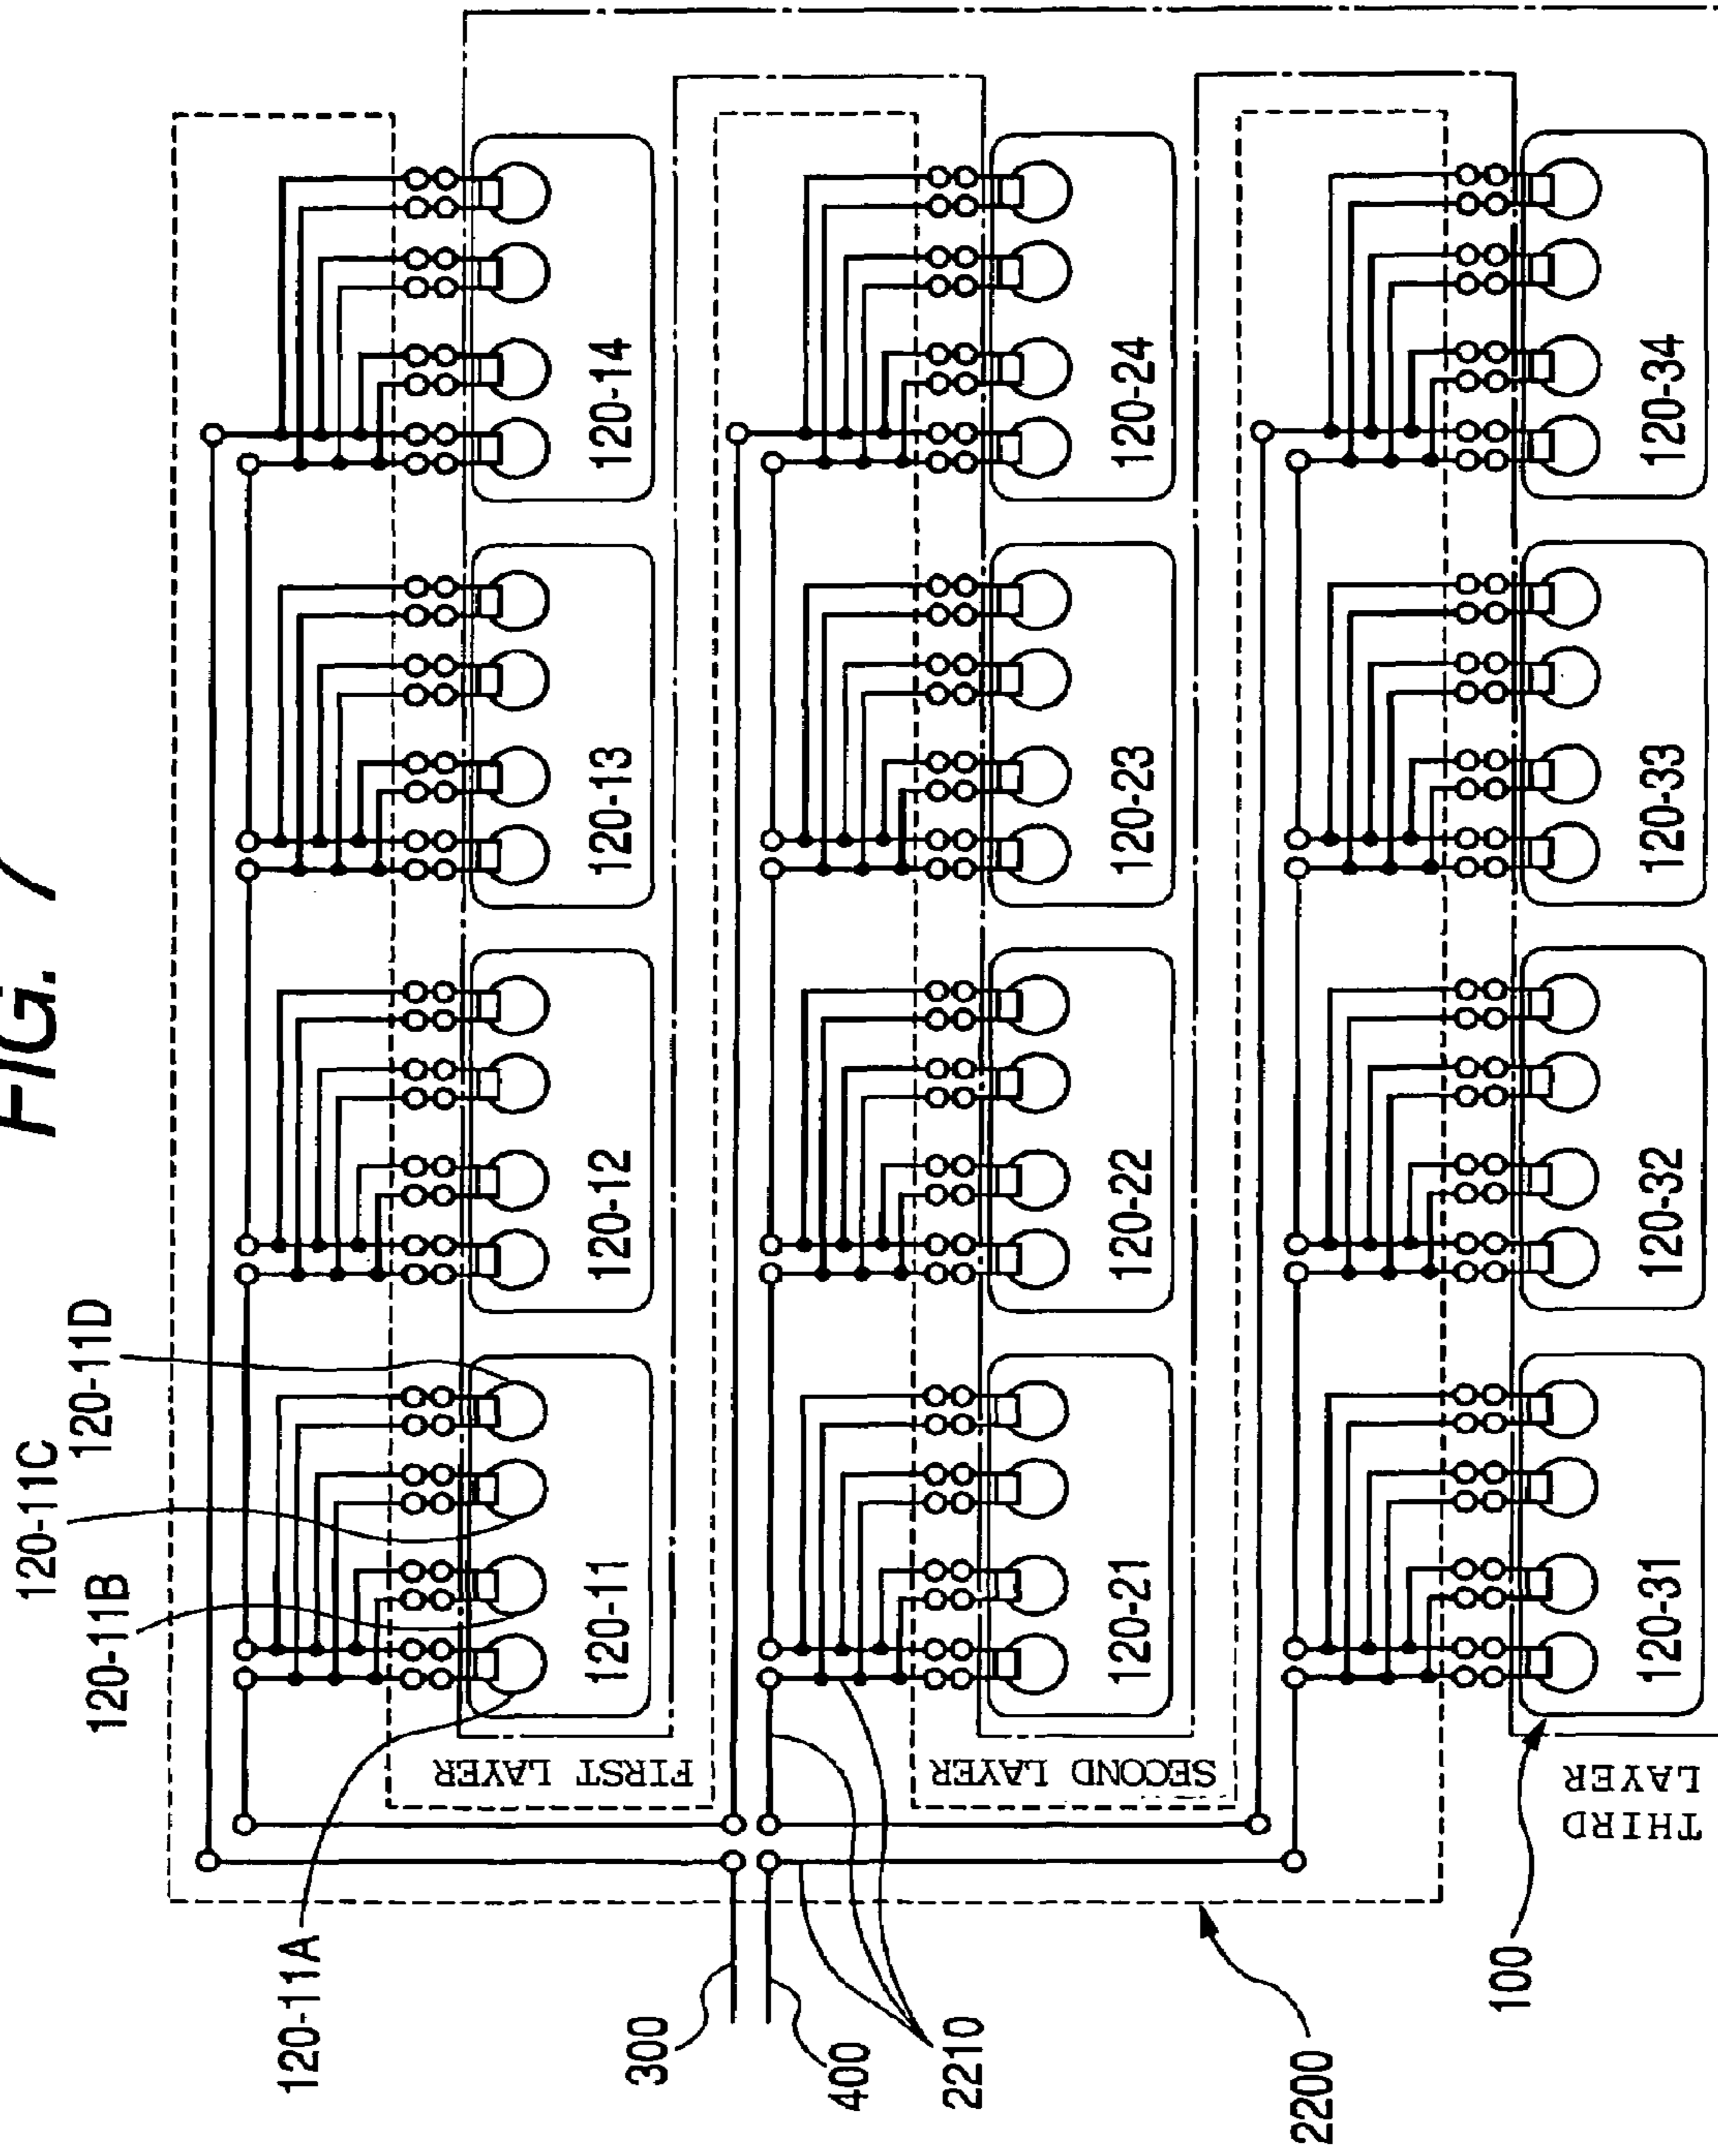 FIG. 7
120-11A
120-11B
120-11C
120-11D
120-11
120-12
120-13
120-14
FIRST LAYER
300
400
2210
120-21
120-22
120-23
120-24
SECOND LAYER
2200
100
120-31
120-32
120-33
120-34
THIRD
LAYER